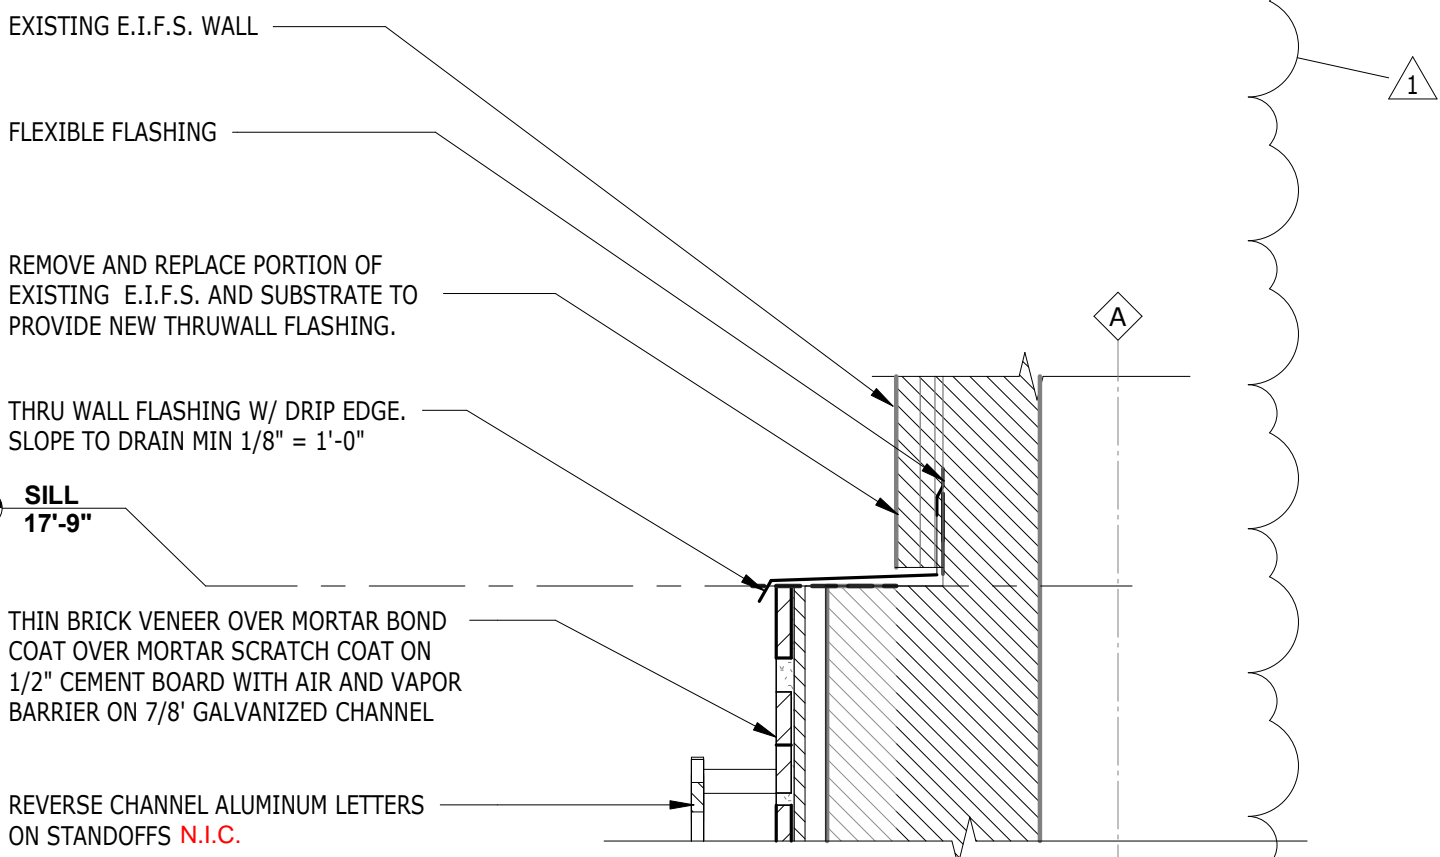 EXISTING E.I.F.S. WALL
1
FLEXIBLE FLASHING
REMOVE AND REPLACE PORTION OF
EXISTING E.I.F.S. AND SUBSTRATE TO
PROVIDE NEW THRUWALL FLASHING.
A
THRU WALL FLASHING W/ DRIP EDGE.
SLOPE TO DRAIN MIN 1/8" = 1'-0"
SILL
17'-9"
THIN BRICK VENEER OVER MORTAR BOND
COAT OVER MORTAR SCRATCH COAT ON
1/2" CEMENT BOARD WITH AIR AND VAPOR
BARRIER ON 7/8' GALVANIZED CHANNEL
REVERSE CHANNEL ALUMINUM LETTERS
ON STANDOFFS N.I.C.